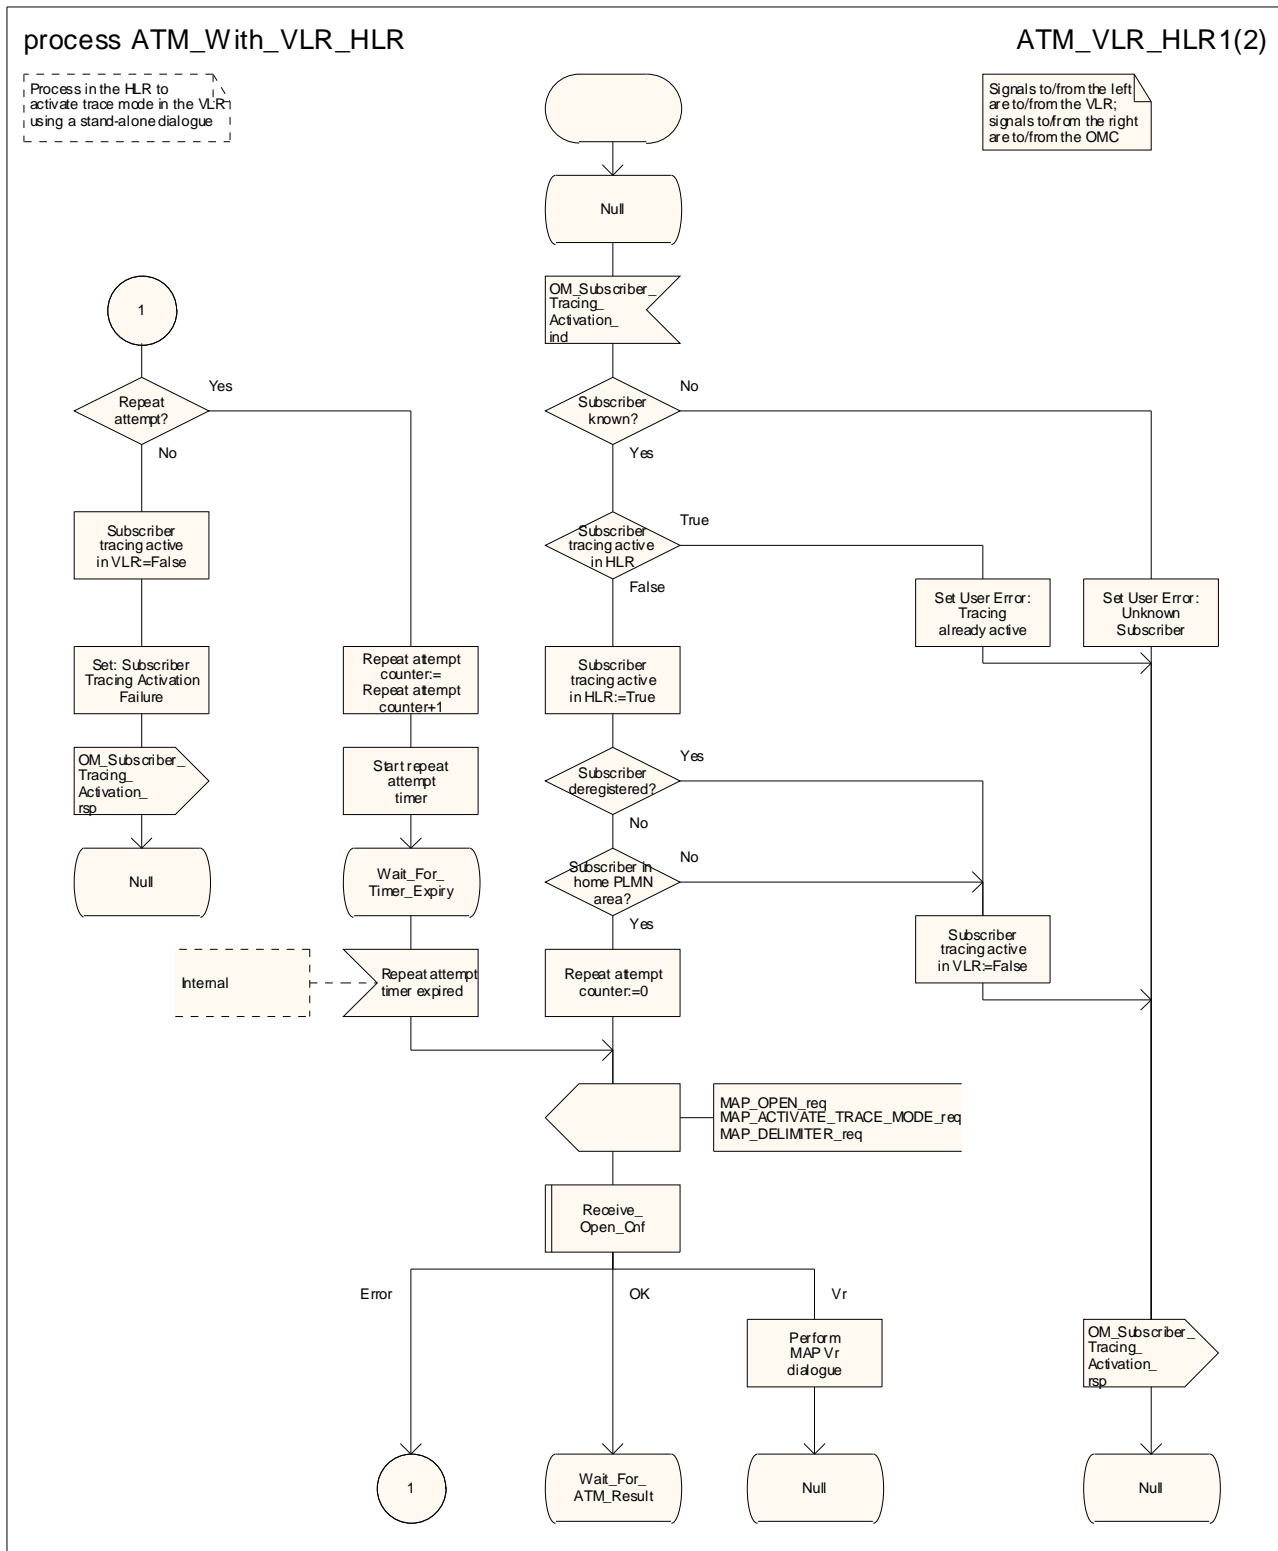 process ATM_With_VLR_HLR
ATM_VLR_HLR1(2)
Process in the HLR to
activate trace mode in the VLR
using a stand-alone dialogue
Signals to/from the left
are to/from the VLR;
signals to/from the right
are to/from the OMC
Null
OM_Subscriber_
Tracing_
Activation_
ind
1
Repeat
attempt?
Yes
No
Subscriber
known?
No
Yes
Subscriber
tracing active
in VLR:=False
Subscriber
tracing active
in HLR
True
False
Set User Error:
Tracing
already active
Set User Error:
Unknown
Subscriber
Set: Subscriber
Tracing Activation
Failure
Repeat attempt
counter:=
Repeat attempt
counter+1
Subscriber
tracing active
in HLR:=True
OM_Subscriber_
Tracing_
Activation_
rsp
Start repeat
attempt
timer
Subscriber
deregistered?
Yes
No
Null
Wait_For_
Timer_Expiry
Subscriber in
home PLMN
area?
No
Yes
Internal
Repeat attempt
timer expired
Repeat attempt
counter:=0
Subscriber
tracing active
in VLR:=False
MAP_OPEN_req
MAP_ACTIVATE_TRACE_MODE_req
MAP_DELIMITER_req
Receive_
Open_Cnf
Error
OK
Vr
Perform
MAP Vr
dialogue
OM_Subscriber_
Tracing_
Activation_
rsp
1
Wait_For_
ATM_Result
Null
Null